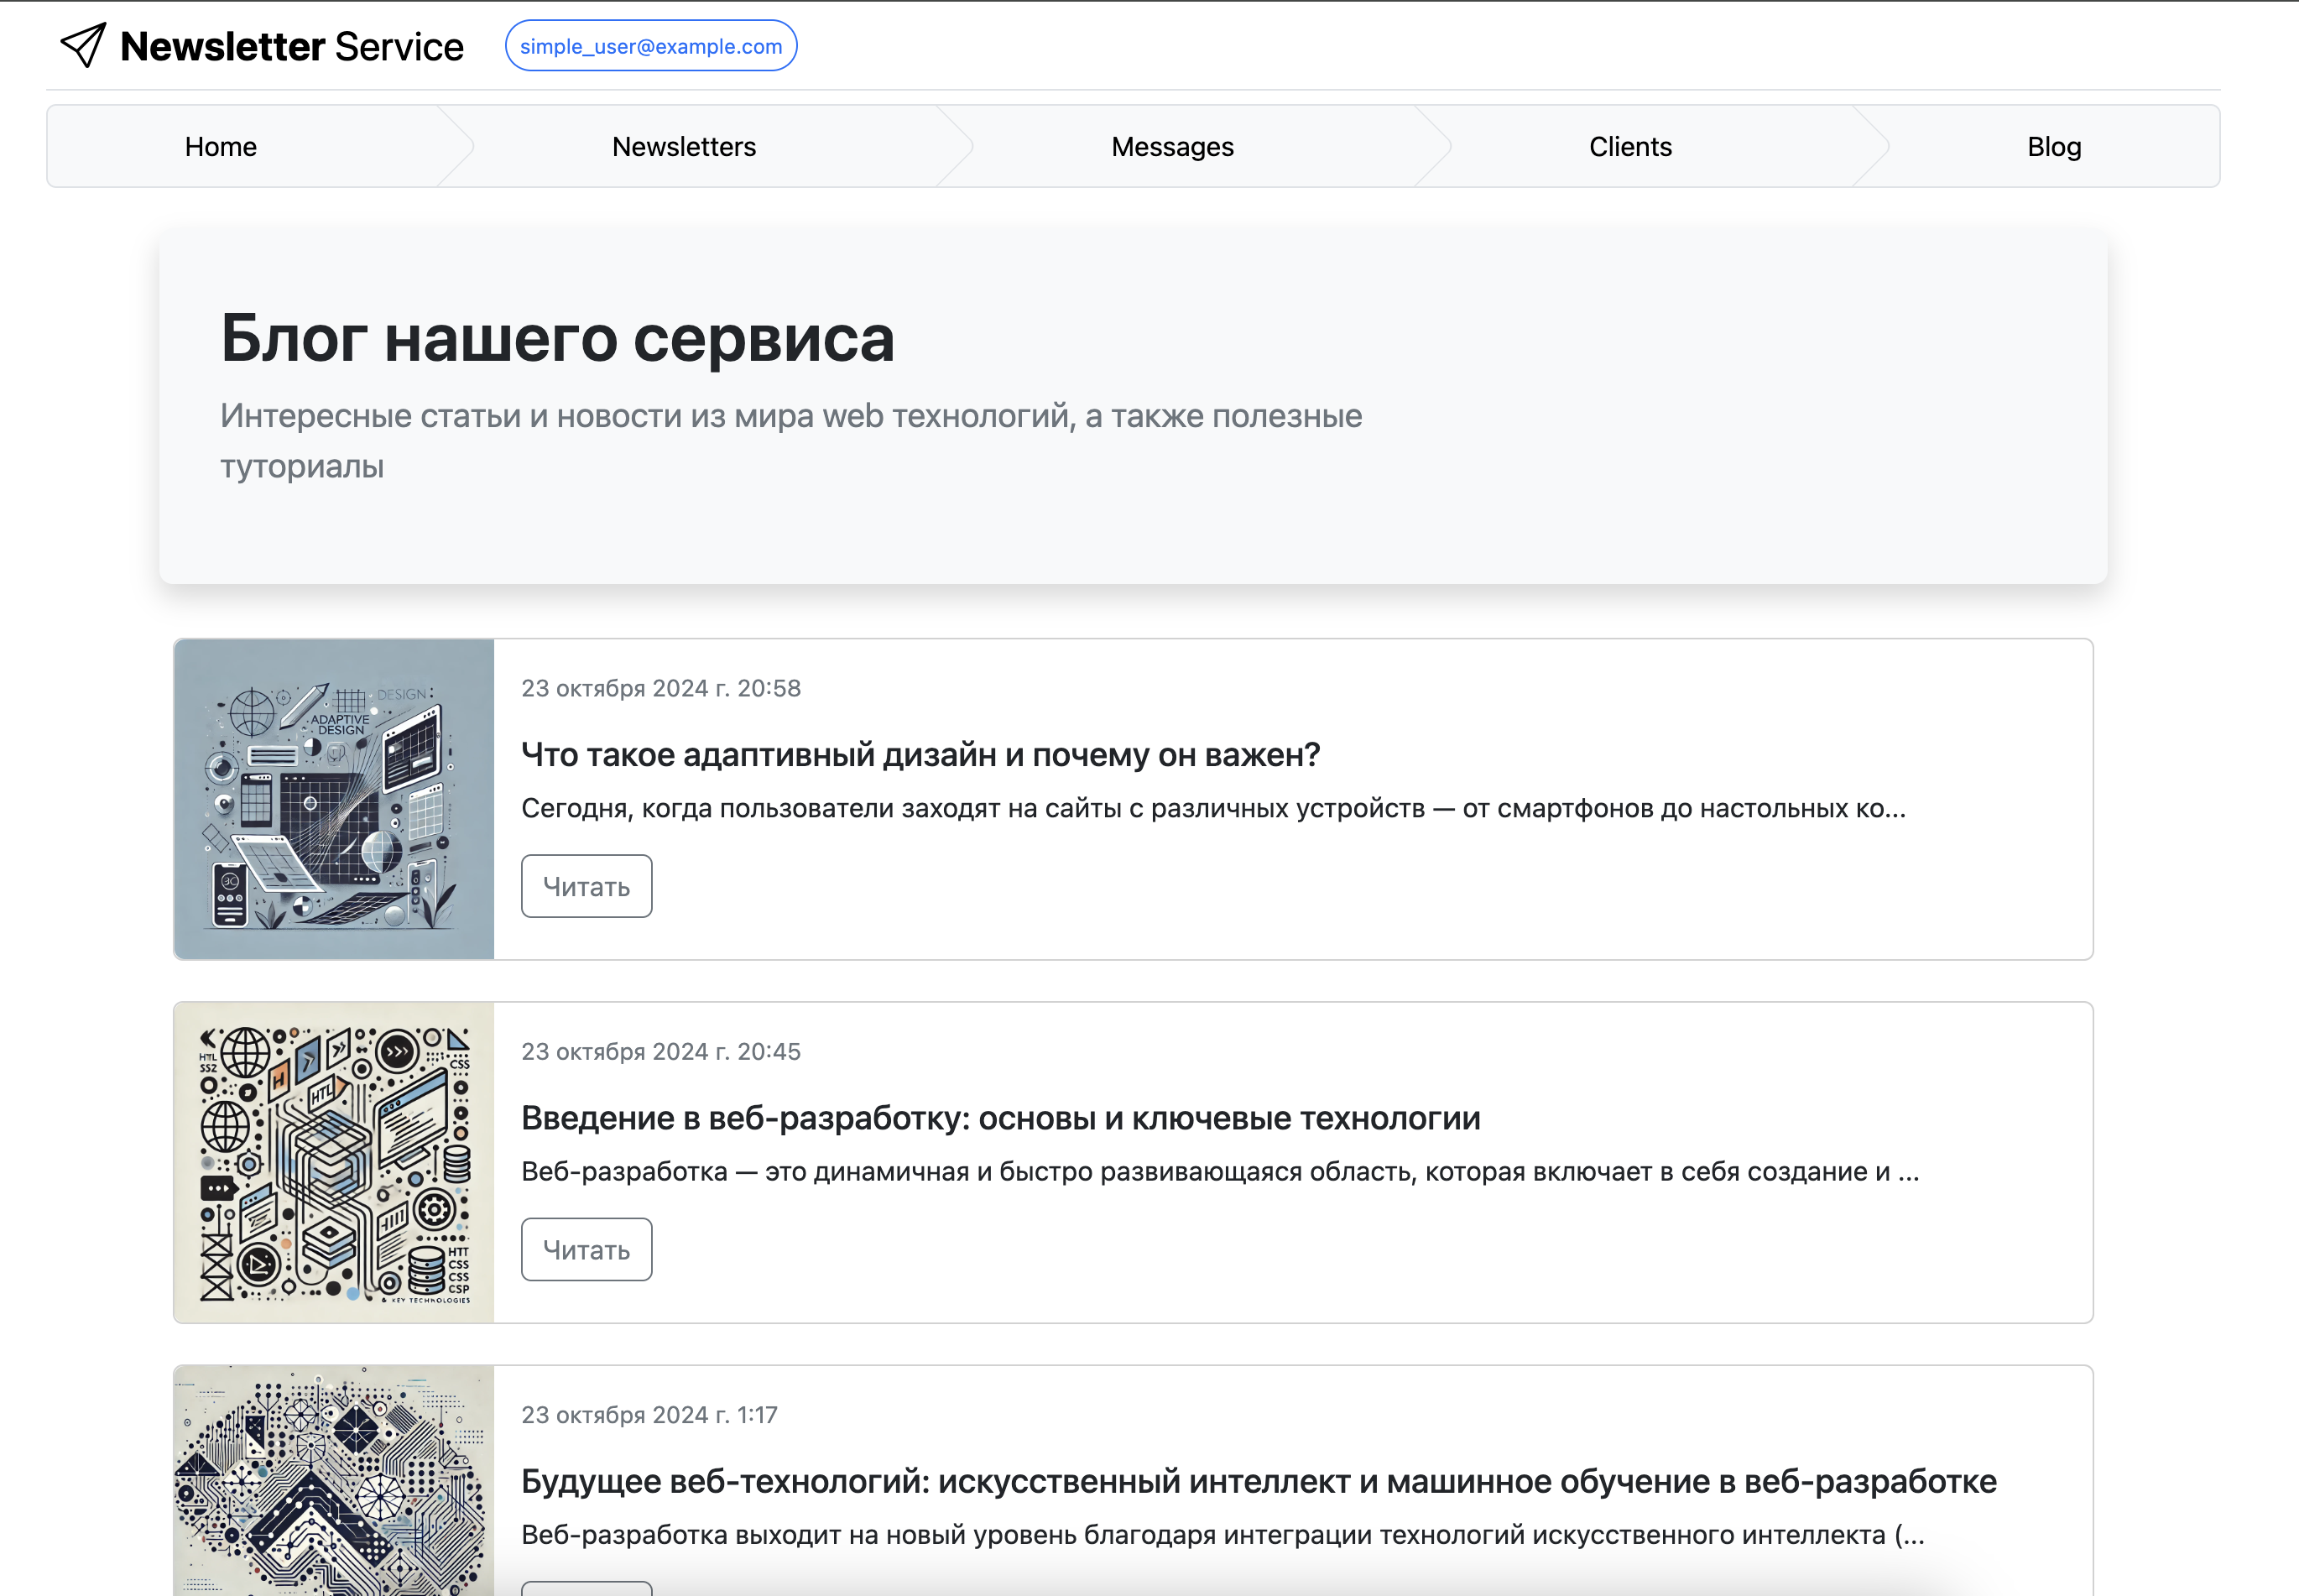 Newsletter Service
simple_user@example.com
Home
Newsletters
Messages
Clients
Blog
Блог нашего сервиса
Интересные статьи и новости из мира web технологий, а также полезные
туториалы
DESIGN
ADAPTIVE
DESIGN
23 октября 2024 г. 20:58
Что такое адаптивный дизайн и почему он важен?
Сегодня, когда пользователи заходят на сайты с различных устройств — от смартфонов до настольных ко...
Читать
CSS
HTT
CSS
CSS
CSP
& KEY TECHNOLOGIES
23 октября 2024 г. 20:45
Введение в веб-разработку: основы и ключевые технологии
Веб-разработка — это динамичная и быстро развивающаяся область, которая включает в себя создание и ...
Читать
23 октября 2024 г. 1:17
Будущее веб-технологий: искусственный интеллект и машинное обучение в веб-разработке
Веб-разработка выходит на новый уровень благодаря интеграции технологий искусственного интеллекта (...